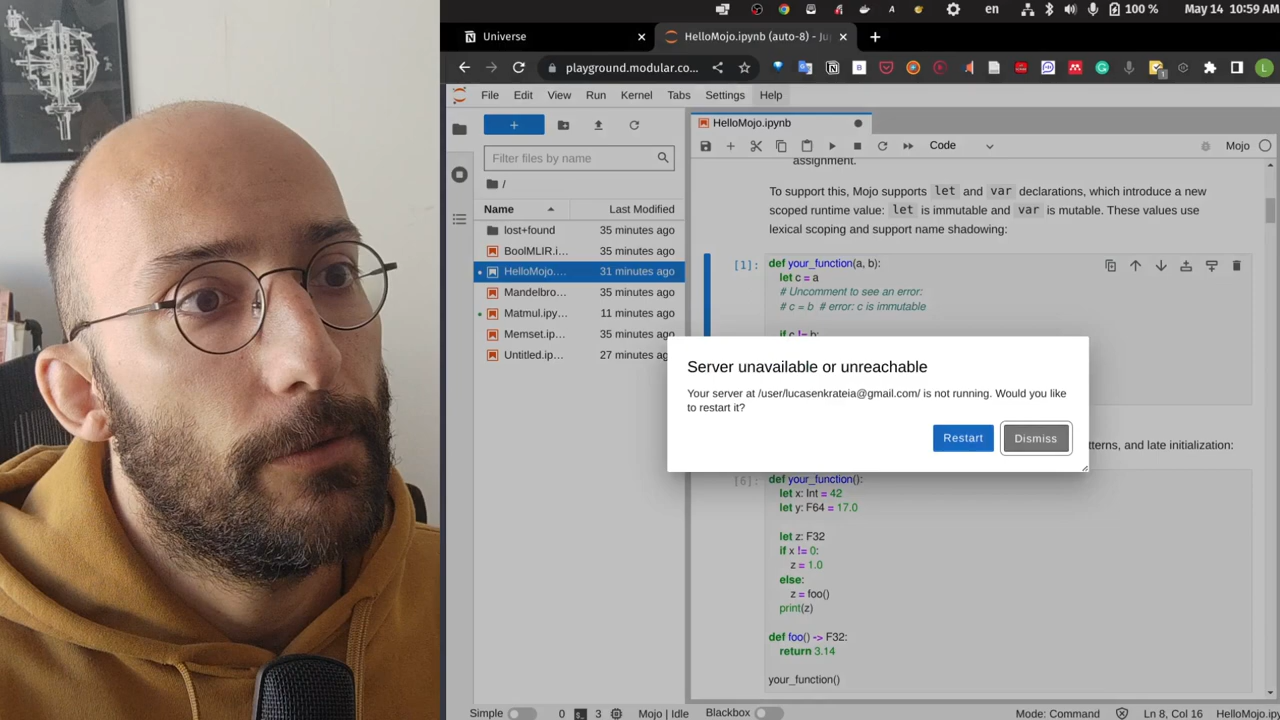 en
100 %
May 14
10:59 AM
Universe
HelloMojo.ipynb (auto-8) - Ju
playground.modular.co...
File Edit View Run Kernel Tabs Settings Help
HelloMojo.ipynb
Filter files by name
Code
Mojo
/
assignment.
Name
Last Modified
lost+found
35 minutes ago
BoolMLIR.i...
35 minutes ago
HelloMojo....
31 minutes ago
Mandelbro...
35 minutes ago
Matmul.ipy...
11 minutes ago
Memset.ip...
35 minutes ago
Untitled.ip...
27 minutes ago
To support this, Mojo supports let and var declarations, which introduce a new
scoped runtime value: let is immutable and var is mutable. These values use
lexical scoping and support name shadowing:
[1]:
def your_function(a, b):
let c = a
# Uncomment to see an error:
# c = b # error: c is immutable
if c != b:
Server unavailable or unreachable
Your server at /user/lucasenkrateia@gmail.com/ is not running. Would you like
to restart it?
Restart
Dismiss
tterns, and late initialization:
[6]:
def your_function():
let x: Int = 42
let y: F64 = 17.0
let z: F32
if x != 0:
z = 1.0
else:
z = foo()
print(z)
def foo() -> F32:
return 3.14
your_function()
Simple
0
3
Mojo | Idle
Blackbox
Mode: Command
Ln 8, Col 16
HelloMojo.ip